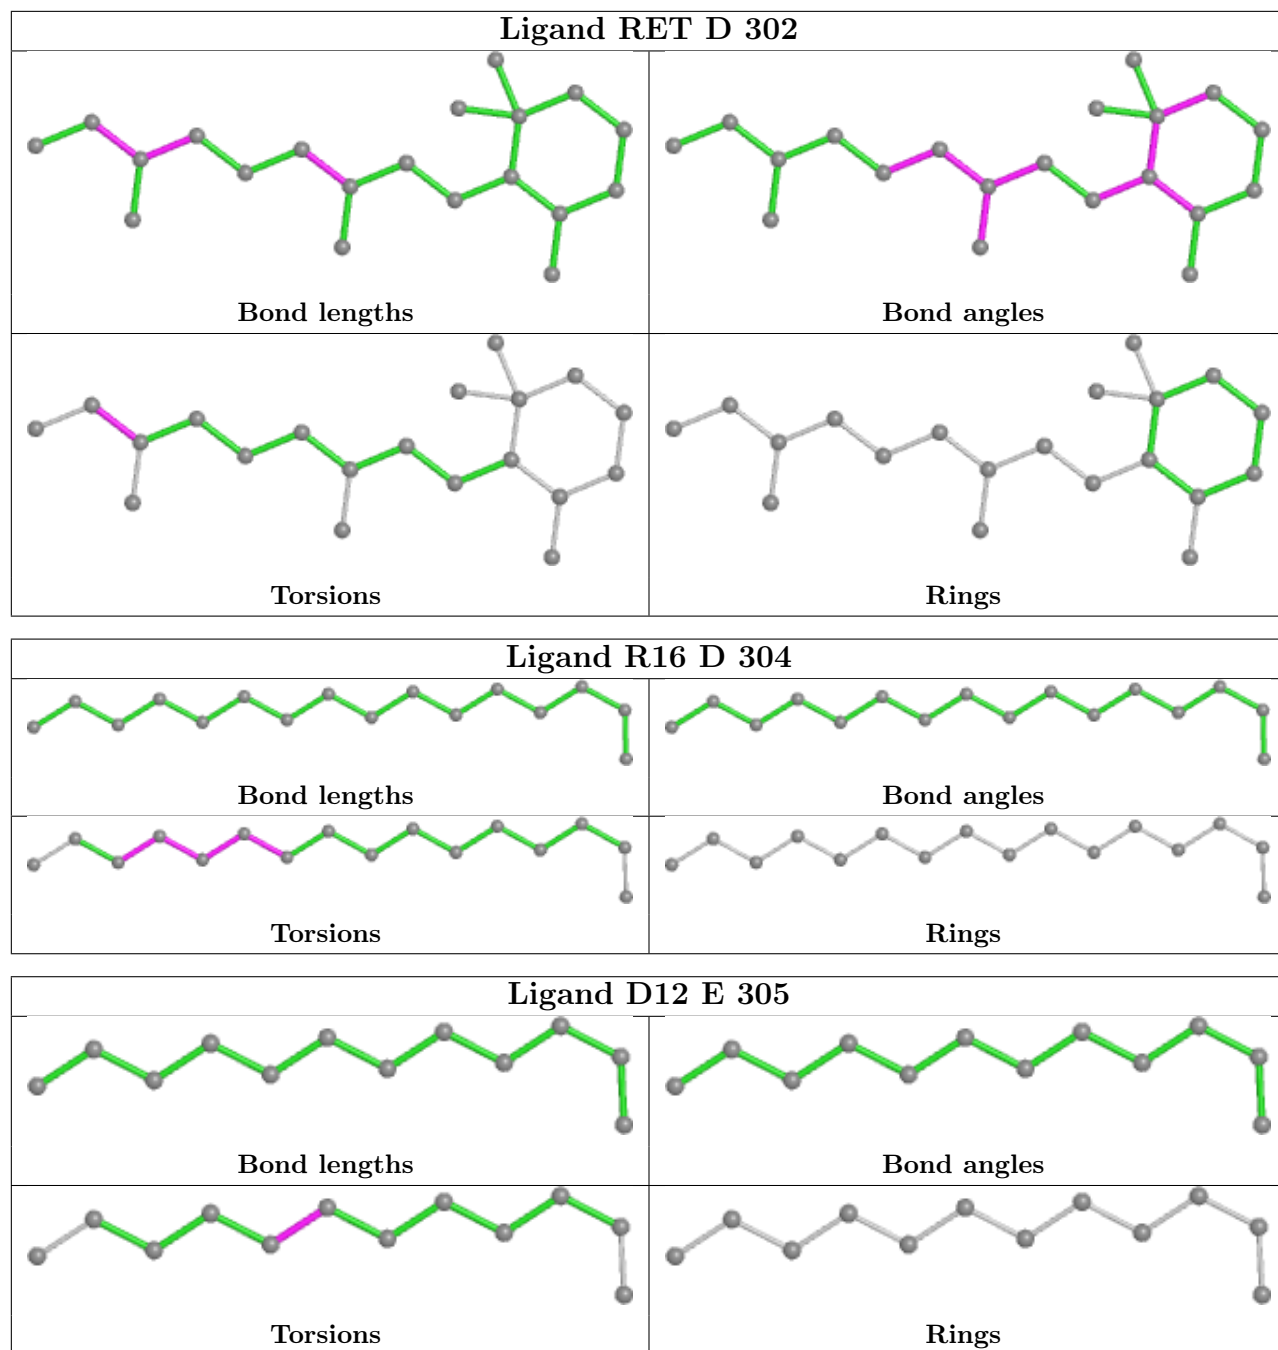 Ligand RET D 302
Bond lengths
Bond angles
Torsions
Rings
Ligand R16 D 304
Bond lengths
Bond angles
Torsions
Rings
Ligand D12 E 305
Bond lengths
Bond angles
Torsions
Rings